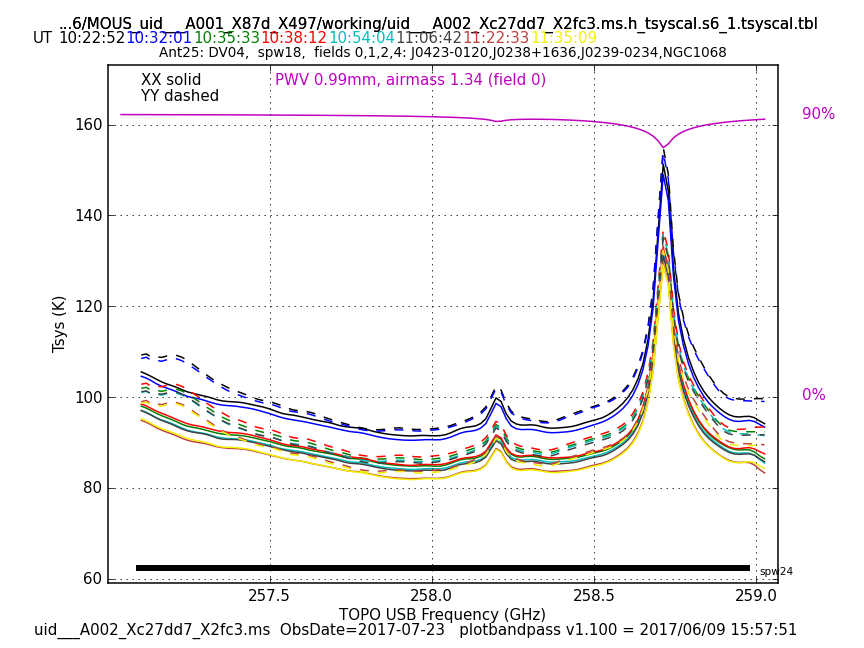 ...6/MOUS_uid___A001_X87d_X497/working/uid___A002_Xc27dd7_X2fc3.ms.h_tsyscal.s6_1.tsyscal.tbl
UT 10:22:52 10:32:01 10:35:33 10:38:12 10:54:04 11:06:42 11:22:33 11:35:09
Ant25: DV04, spw18, fields 0,1,2,4: J0423-0120,J0238+1636,J0239-0234,NGC1068
XX solid
PWV 0.99mm, airmass 1.34 (field 0)
YY dashed
90%
160
140
120
100
80
60
0%
Tsys (K)
spw24
257.5
258.0
258.5
259.0
TOPO USB Frequency (GHz)
uid___A002_Xc27dd7_X2fc3.ms ObsDate=2017-07-23 plotbandpass v1.100 = 2017/06/09 15:57:51